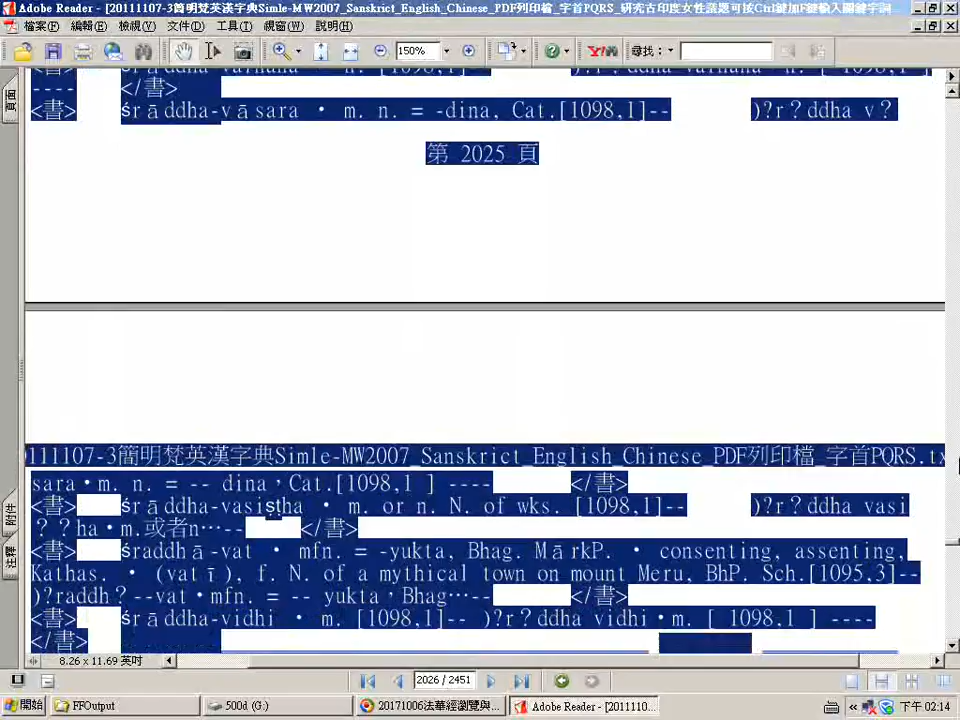 Adobe Reader - [20111107-3簡明梵英漢字典Simle-MW2007_Sanskrict_English_Chinese_PDF列印檔_字首PQRS_研究古印度女性議題可按Ctrl鍵加F鍵輸入關鍵字詞
檔案(F) 編輯(E) 檢視(V) 文件(D) 工具(T) 視窗(W) 說明(H)
150% 尋找:
頁面
---- </書>
<書> śrāddha-vāsara ‧ m. n. = -dina, Cat.[1098,1]-- )?r?ddha v?
第 2025 頁
0111107-3簡明梵英漢字典Simle-MW2007_Sanskrict_English_Chinese_PDF列印檔_字首PQRS.tx
sara‧m. n. = -- dina,Cat.[1098,1 ] ---- </書>
<書> śrāddha-vasiṣṭha ‧ m. or n. N. of wks. [1098,1]-- )?r?ddha vasi
??ha‧m.或者n…-- </書>
<書> śraddhā-vat ‧ mfn. = -yukta, Bhag. MārkP. ‧ consenting, assenting,
Kathas. ‧ (vatī), f. N. of a mythical town on mount Meru, BhP. Sch.[1095,3]--
)?raddh?--vat‧mfn. = -- yukta,Bhag…-- </書>
<書> śrāddha-vidhi ‧ m. [1098,1]-- )?r?ddha vidhi‧m. [ 1098,1 ] ----
</書>
附件
注釋
8.26 x 11.69 英吋
2026 / 2451
開始 FFOutput 500d (G:) 20171006法華經瀏覽與... Adobe Reader - [2011110... 下午 02:14